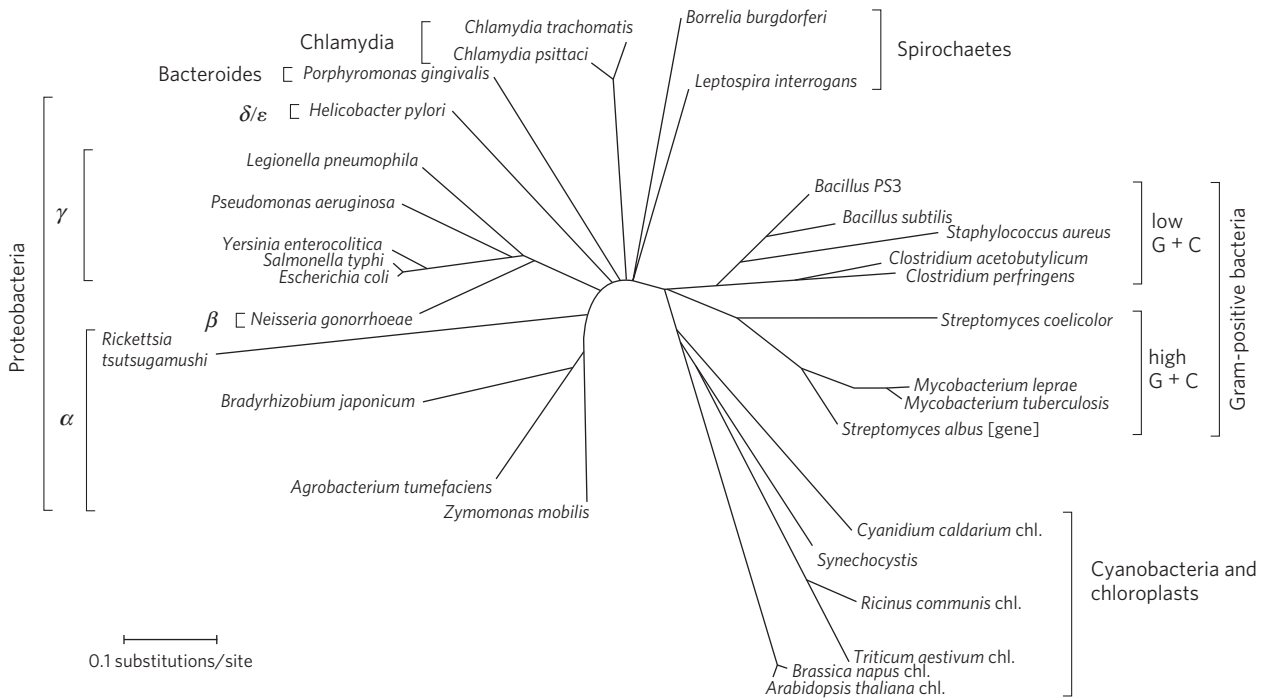 Chlamydia
Chlamydia trachomatis
Chlamydia psittaci
Bacteroides
Porphyromonas gingivalis
Borrelia burgdorferi
Leptospira interrogans
Spirochaetes
δ/ε
Helicobacter pylori
Legionella pneumophila
γ
Pseudomonas aeruginosa
Yersinia enterocolitica
Salmonella typhi
Escherichia coli
β
Neisseria gonorrhoeae
Proteobacteria
Rickettsia
tsutsugamushi
α
Bradyrhizobium japonicum
Agrobacterium tumefaciens
Zymomonas mobilis
Bacillus PS3
Bacillus subtilis
Staphylococcus aureus
Clostridium acetobutylicum
Clostridium perfringens
low
G + C
Gram-positive bacteria
Streptomyces coelicolor
high
G + C
Mycobacterium leprae
Mycobacterium tuberculosis
Streptomyces albus [gene]
Cyanidium caldarium chl.
Synechocystis
Cyanobacteria and
chloroplasts
Ricinus communis chl.
Triticum aestivum chl.
Brassica napus chl.
Arabidopsis thaliana chl.
0.1 substitutions/site